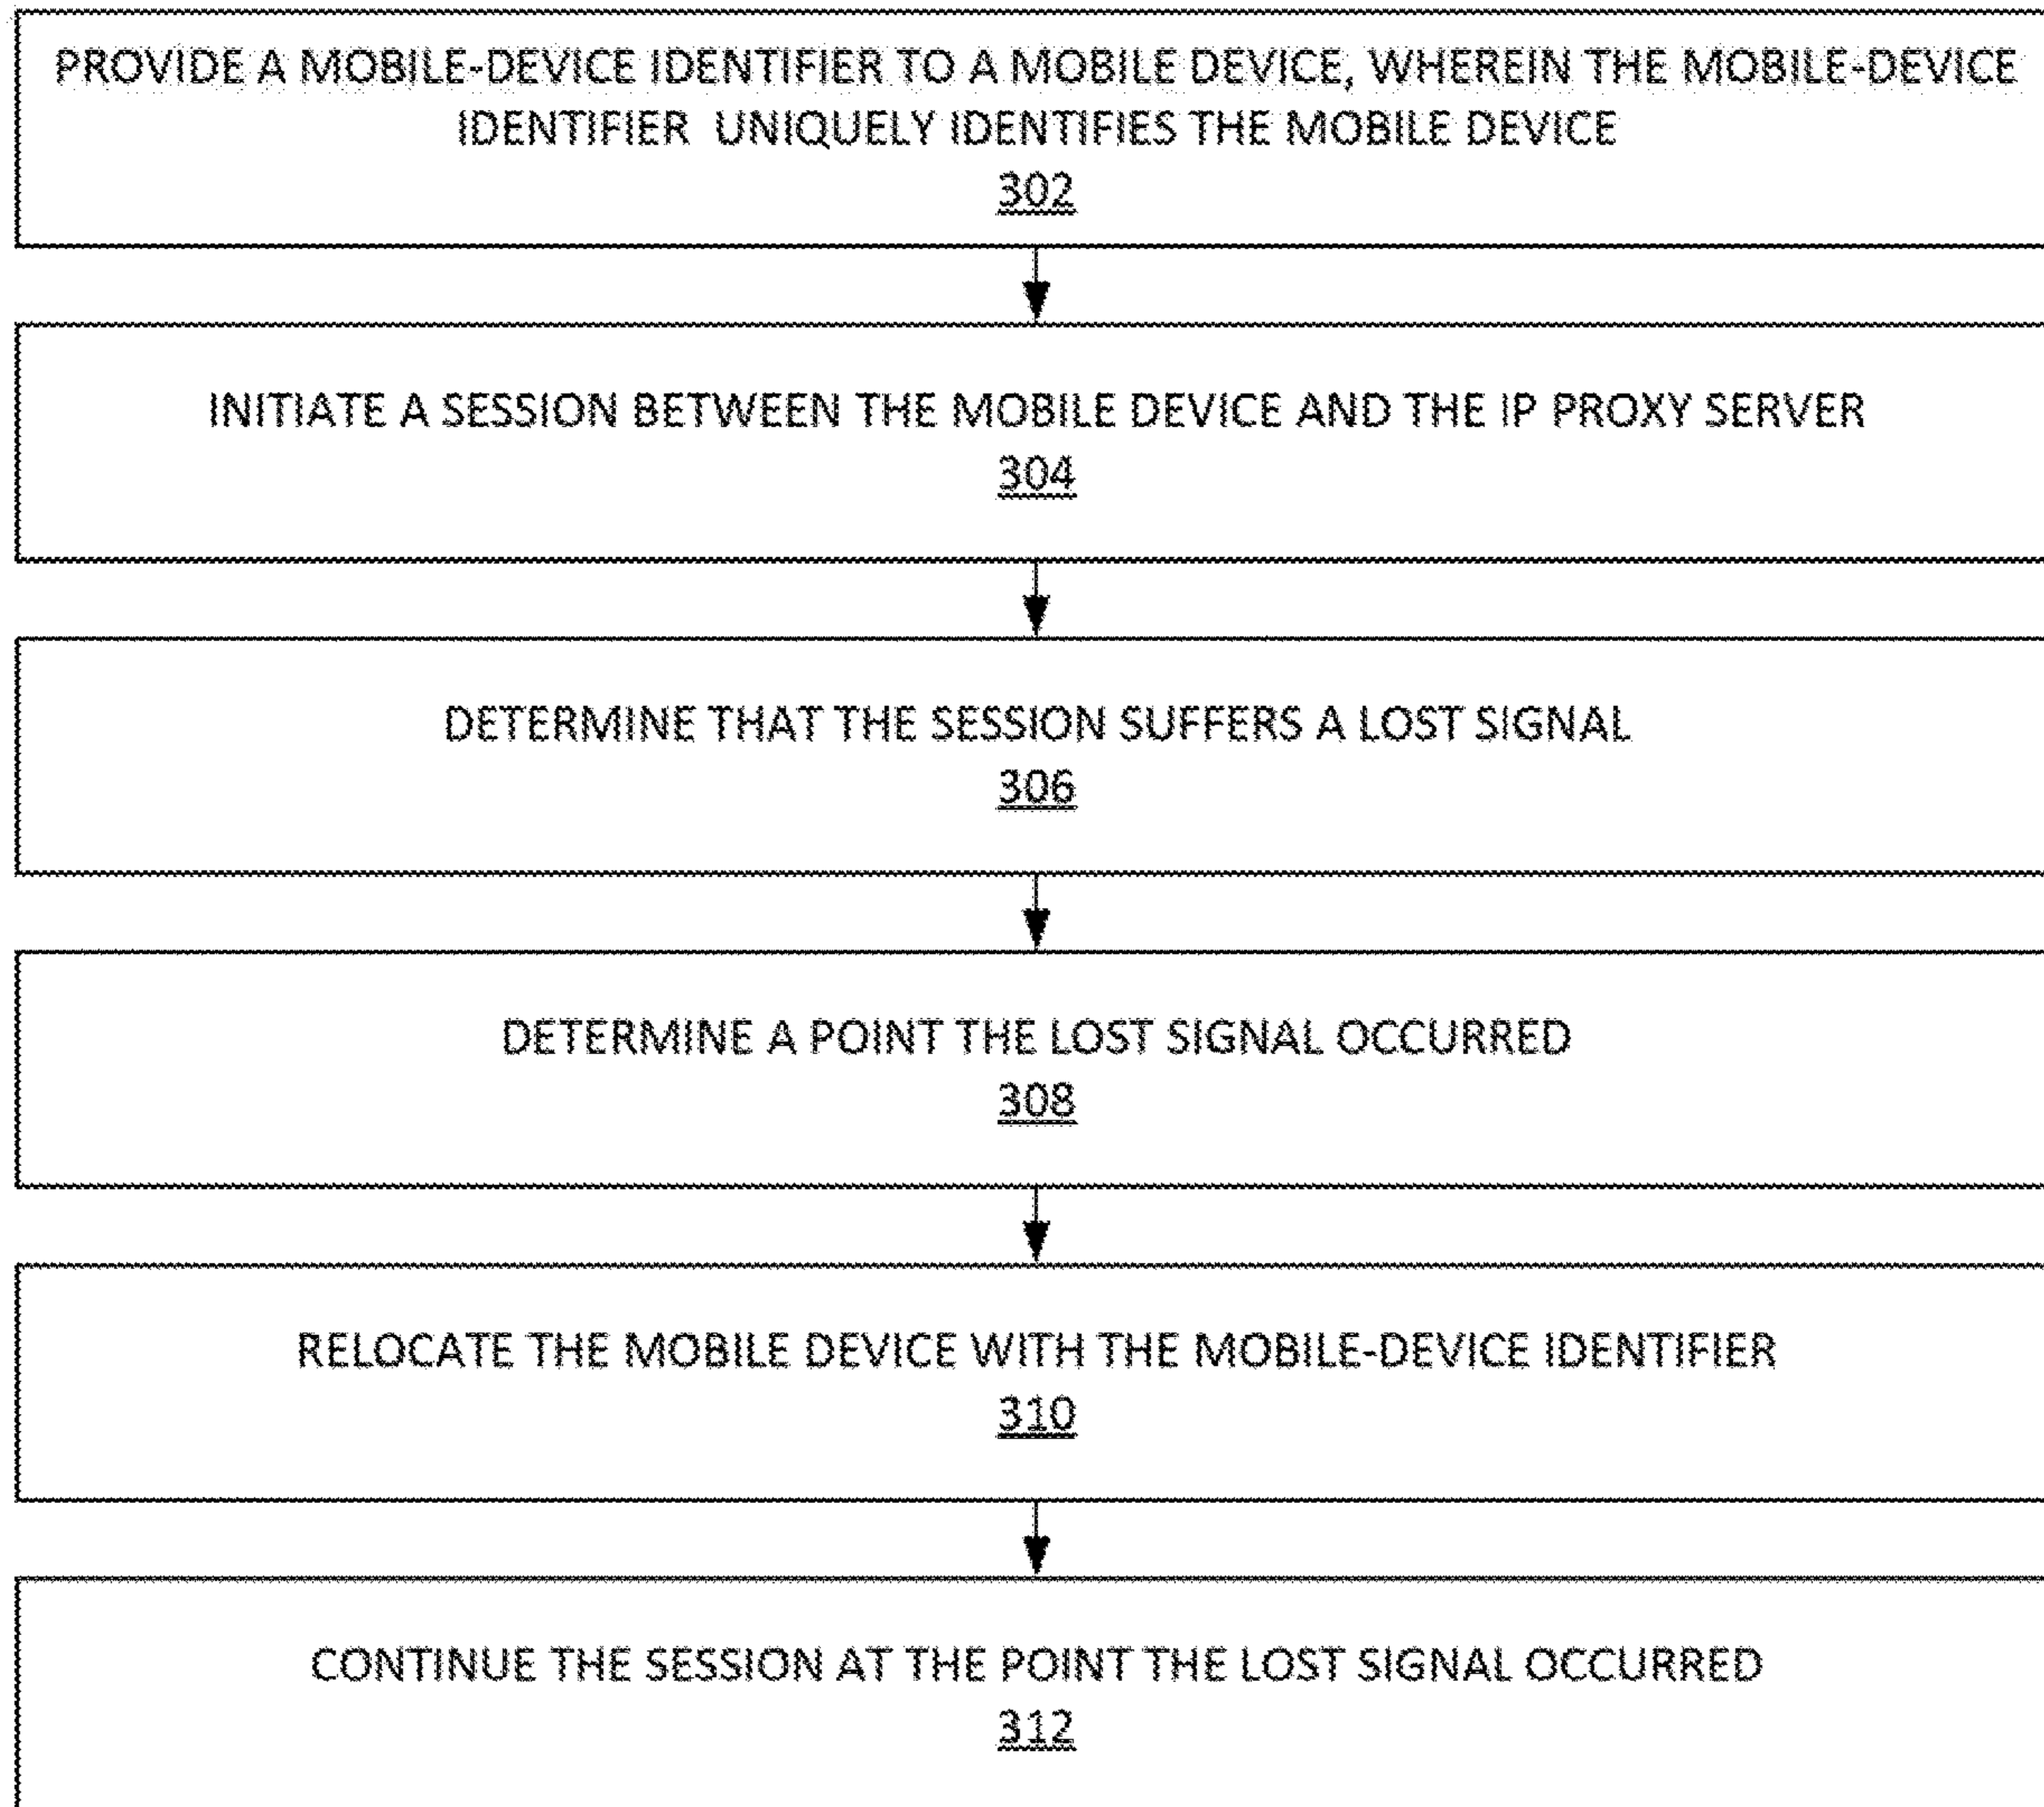 PROVIDE A MOBILE-DEVICE IDENTIFIER TO A MOBILE DEVICE, WHEREIN THE MOBILE-DEVICE
IDENTIFIER UNIQUELY IDENTIFIES THE MOBILE DEVICE
302
INITIATE A SESSION BETWEEN THE MOBILE DEVICE AND THE IP PROXY SERVER
304
DETERMINE THAT THE SESSION SUFFERS A LOST SIGNAL
306
DETERMINE A POINT THE LOST SIGNAL OCCURRED
308
RELOCATE THE MOBILE DEVICE WITH THE MOBILE-DEVICE IDENTIFIER
310
CONTINUE THE SESSION AT THE POINT THE LOST SIGNAL OCCURRED
312